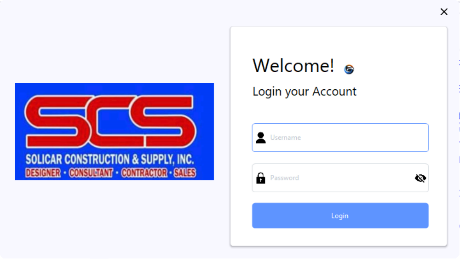 SCS
SOLICAR CONSTRUCTION & SUPPLY, INC.
DESIGNER • CONSULTANT • CONTRACTOR • SALES
Welcome!
Login your Account
Username
Password
Login